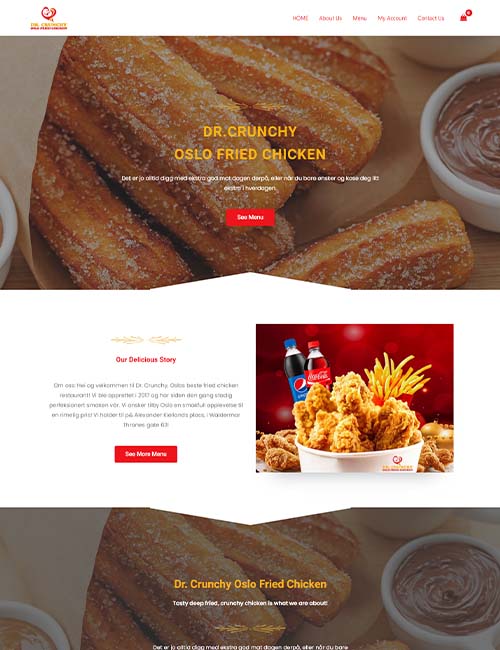 DR. CRUNCHY
OSLO FRIED CHICKEN
HOME About Us Menu My Account Contact Us
0
DR.CRUNCHY
OSLO FRIED CHICKEN
Det er jo alltid digg med ekstra god mat dagen derpå, eller når du bare ønsker og kose deg litt
ekstra i hverdagen.
See Menu
Our Delicious Story
Om oss: Hei og velkommen til Dr. Crunchy, Oslos beste fried chicken
restaurant! Vi ble opprettet i 2017 og har siden den gang stadig
perfeksjonert smaken vår. Vi ønsker tilby Oslo en smakfull opplevelse til
en rimelig pris! Vi holder til på Alexander Kiellands plass, i Waldemar
Thranes gate 63!
See More Menu
pepsi
Coca-Cola
DR. CRUNCHY
OSLO FRIED CHICKEN
Dr. Crunchy Oslo Fried Chicken
Tasty deep fried, crunchy chicken is what we are about!
Det er jo alltid digg med ekstra god mat dagen derpå, eller når du bare